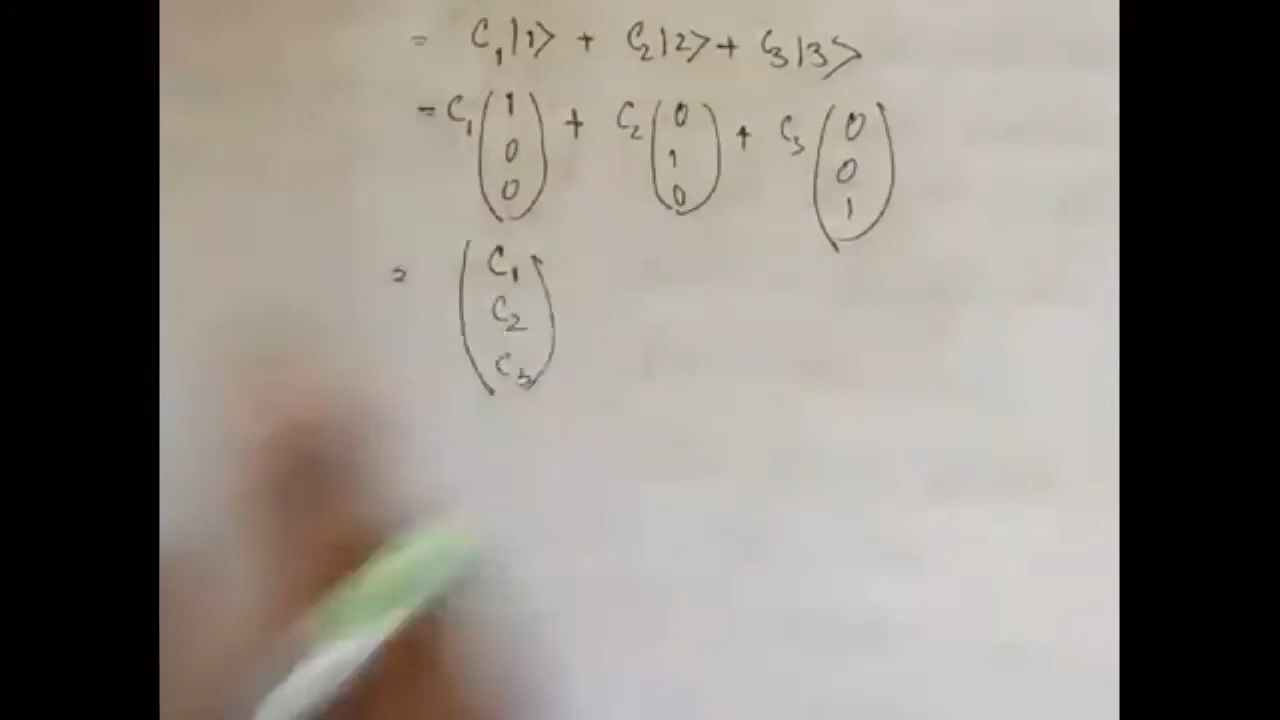 = C₁|1> + C₂|2> + C₃|3>
= C₁ (1 0 0) + C₂ (0 1 0) + C₃ (0 0 1)
= (C₁ C₂ C₃)